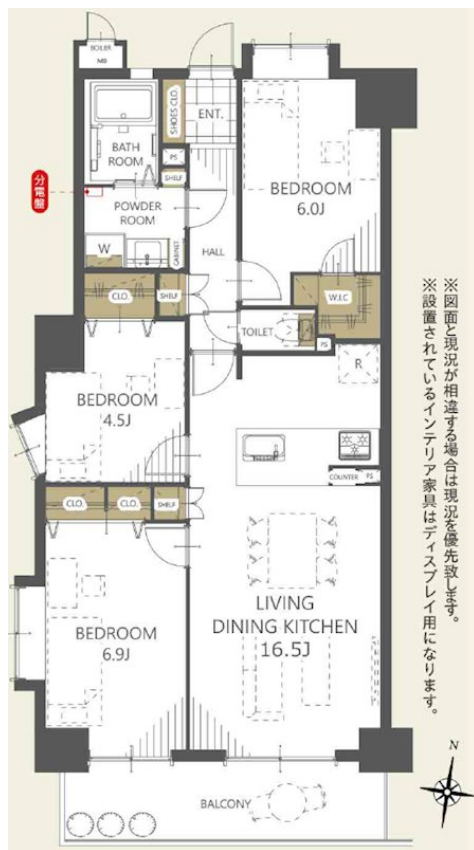 BOILER
MB
SHOES CLO.
ENT.
BATH
ROOM
PS
SHELF
分電盤
POWDER
ROOM
BEDROOM
6.0J
W
CABINET
HALL
CLO.
SHELF
W.I.C
TOILET
PS
R
BEDROOM
4.5J
COUNTER
PS
CLO.
CLO.
SHELF
LIVING
DINING KITCHEN
16.5J
BEDROOM
6.9J
BALCONY
N
※図面と現況が相違する場合は現況を優先致します。
※設置されているインテリア家具はディスプレイ用になります。